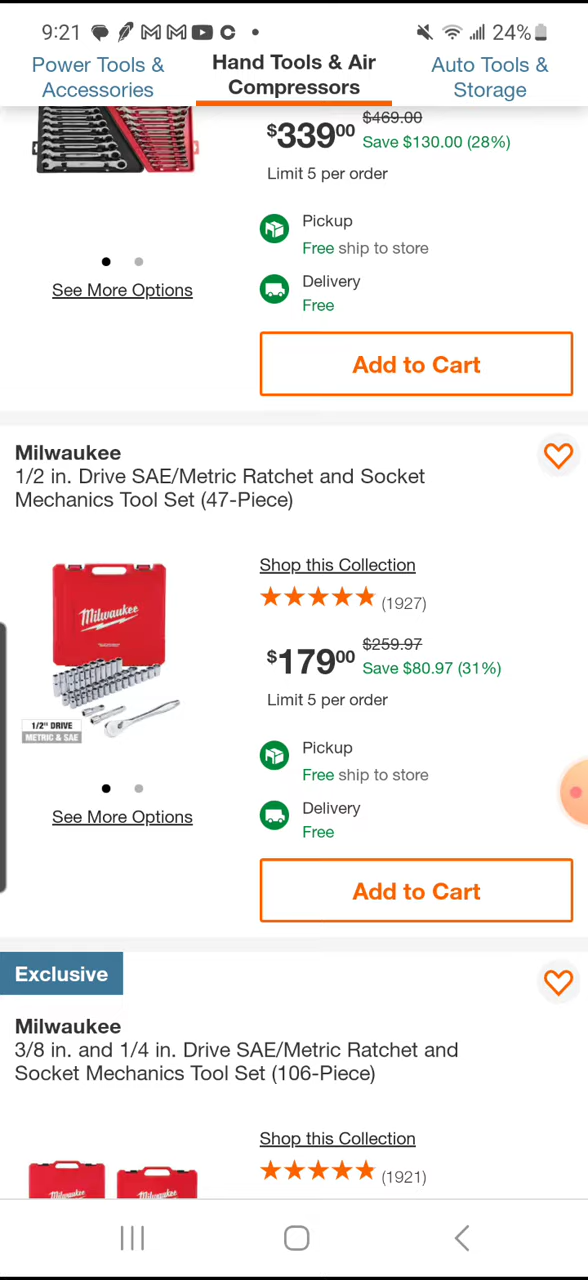 9:21
24%
Power Tools &
Accessories
Hand Tools & Air
Compressors
Auto Tools &
Storage
$33900
$469.00
Save $130.00 (28%)
Limit 5 per order
Pickup
Free ship to store
Delivery
Free
See More Options
Add to Cart
Milwaukee
1/2 in. Drive SAE/Metric Ratchet and Socket
Mechanics Tool Set (47-Piece)
Milwaukee
1/2" DRIVE
METRIC & SAE
Shop this Collection
(1927)
$17900
$259.97
Save $80.97 (31%)
Limit 5 per order
Pickup
Free ship to store
Delivery
Free
See More Options
Add to Cart
Exclusive
Milwaukee
3/8 in. and 1/4 in. Drive SAE/Metric Ratchet and
Socket Mechanics Tool Set (106-Piece)
Shop this Collection
(1921)
Milwaukee
Milwaukee